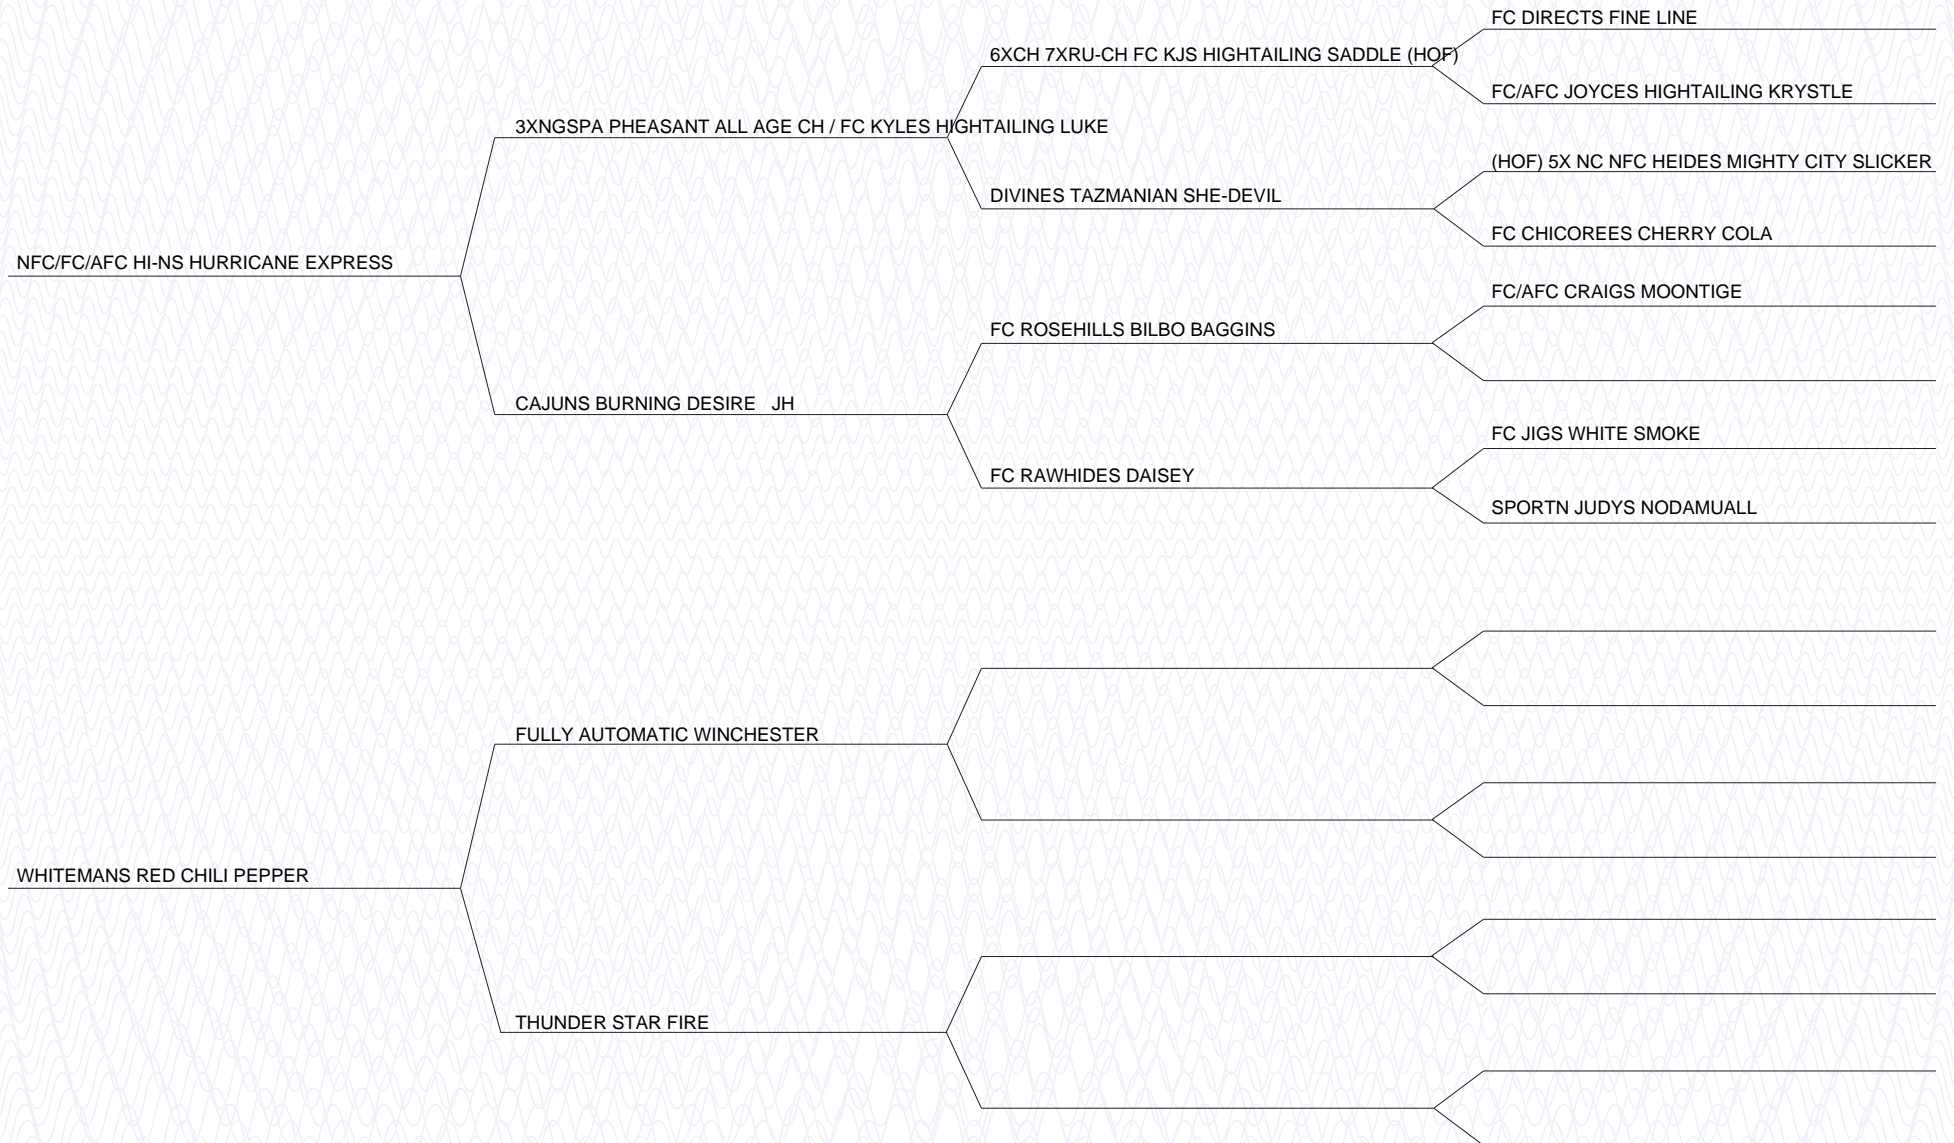 FC DIRECTS FINE LINE
6XCH 7XRU-CH FC KJS HIGHTAILING SADDLE (HOF)
FC/AFC JOYCES HIGHTAILING KRYSTLE
3XNGSPA PHEASANT ALL AGE CH / FC KYLES HIGHTAILING LUKE
(HOF) 5X NC NFC HEIDES MIGHTY CITY SLICKER
DIVINES TAZMANIAN SHE-DEVIL
FC CHICOREES CHERRY COLA
NFC/FC/AFC HI-NS HURRICANE EXPRESS
FC/AFC CRAIGS MOONTIGE
FC ROSEHILLS BILBO BAGGINS
CAJUNS BURNING DESIRE   JH
FC JIGS WHITE SMOKE
FC RAWHIDES DAISEY
SPORTN JUDYS NODAMUALL
FULLY AUTOMATIC WINCHESTER
WHITEMANS RED CHILI PEPPER
THUNDER STAR FIRE